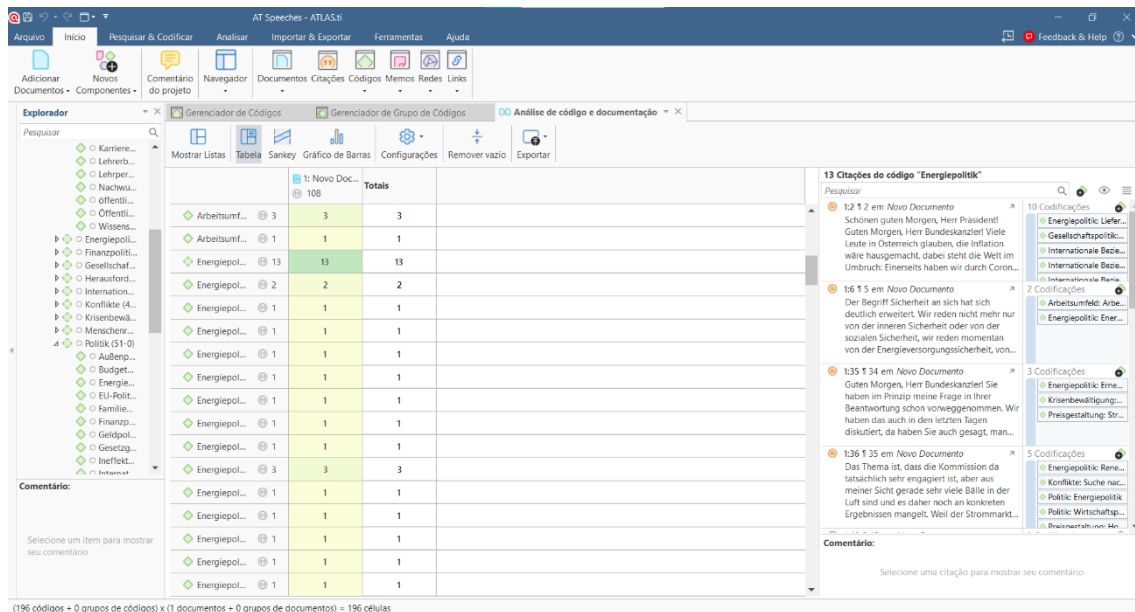 AT Speeches - ATLAS.ti
Arquivo Início Pesquisar & Codificar Analisar Importar & Exportar Ferramentas Ajuda
Feedback & Help
Adicionar Documentos
Novos Componentes
Comentário do projeto
Navegador
Documentos Citações Códigos Memos Redes Links
Explorador
Pesquisar
Karriere...
Lehrerb...
Lehrper...
Nachwu...
öffentli...
Öffentli...
Wissens...
Energiepoli...
Finanzpoliti...
Gesellschaf...
Herausford...
Internation...
Konflikte (4...
Krisenbewä...
Menschenr...
Politik (51-0)
Außenp...
Budget...
Energie...
EU-Polit...
Familie...
Finanzp...
Geldpol...
Gesetzg...
Ineffekt...
Internat...
Comentário:
Selecione um item para mostrar
seu comentário
Gerenciador de Códigos
Gerenciador de Grupo de Códigos
Análise de código e documentação
Mostrar Listas Tabela Sankey Gráfico de Barras Configurações Remover vazio Exportar
1: Novo Doc...
108
Totais
Arbeitsumf... 3 3 3
Arbeitsumf... 1 1 1
Energiepol... 13 13 13
Energiepol... 2 2 2
Energiepol... 1 1 1
Energiepol... 1 1 1
Energiepol... 1 1 1
Energiepol... 1 1 1
Energiepol... 1 1 1
Energiepol... 1 1 1
Energiepol... 1 1 1
Energiepol... 3 3 3
Energiepol... 1 1 1
Energiepol... 1 1 1
Energiepol... 1 1 1
Energiepol... 1 1 1
Energiepol... 1 1 1
13 Citações do código "Energiepolitik"
Pesquisar
1:2 ¶ 2 em Novo Documento
Schönen guten Morgen, Herr Präsident!
Guten Morgen, Herr Bundeskanzler! Viele
Leute in Österreich glauben, die Inflation
wäre hausgemacht, dabei steht die Welt im
Umbruch: Einerseits haben wir durch Coron...
10 Codificações
Energiepolitik: Liefer...
Gesellschaftspolitik:...
Internationale Bezie...
Internationale Bezie...
Internationale Bezie...
1:6 ¶ 5 em Novo Documento
Der Begriff Sicherheit an sich hat sich
deutlich erweitert. Wir reden nicht mehr nur
von der inneren Sicherheit oder von der
sozialen Sicherheit, wir reden momentan
von der Energieversorgungssicherheit, von...
2 Codificações
Arbeitsumfeld: Arbe...
Energiepolitik: Ener...
1:35 ¶ 34 em Novo Documento
Guten Morgen, Herr Bundeskanzler! Sie
haben im Prinzip meine Frage in Ihrer
Beantwortung schon vorweggenommen. Wir
haben das auch in den letzten Tagen
diskutiert, da haben Sie auch gesagt, man...
3 Codificações
Energiepolitik: Erne...
Krisenbewältigung:...
Preisgestaltung: Str...
1:36 ¶ 35 em Novo Documento
Das Thema ist, dass die Kommission da
tatsächlich sehr engagiert ist, aber aus
meiner Sicht gerade sehr viele Bälle in der
Luft sind und es daher noch an konkreten
Ergebnissen mangelt. Weil der Strommarkt...
5 Codificações
Energiepolitik: Rene...
Konflikte: Suche nac...
Politik: Energiepolitik
Politik: Wirtschaftsp...
Preisgestaltung: Ho...
Comentário:
Selecione uma citação para mostrar seu comentário
(196 códigos + 0 grupos de códigos) x (1 documentos + 0 grupos de documentos) = 196 células